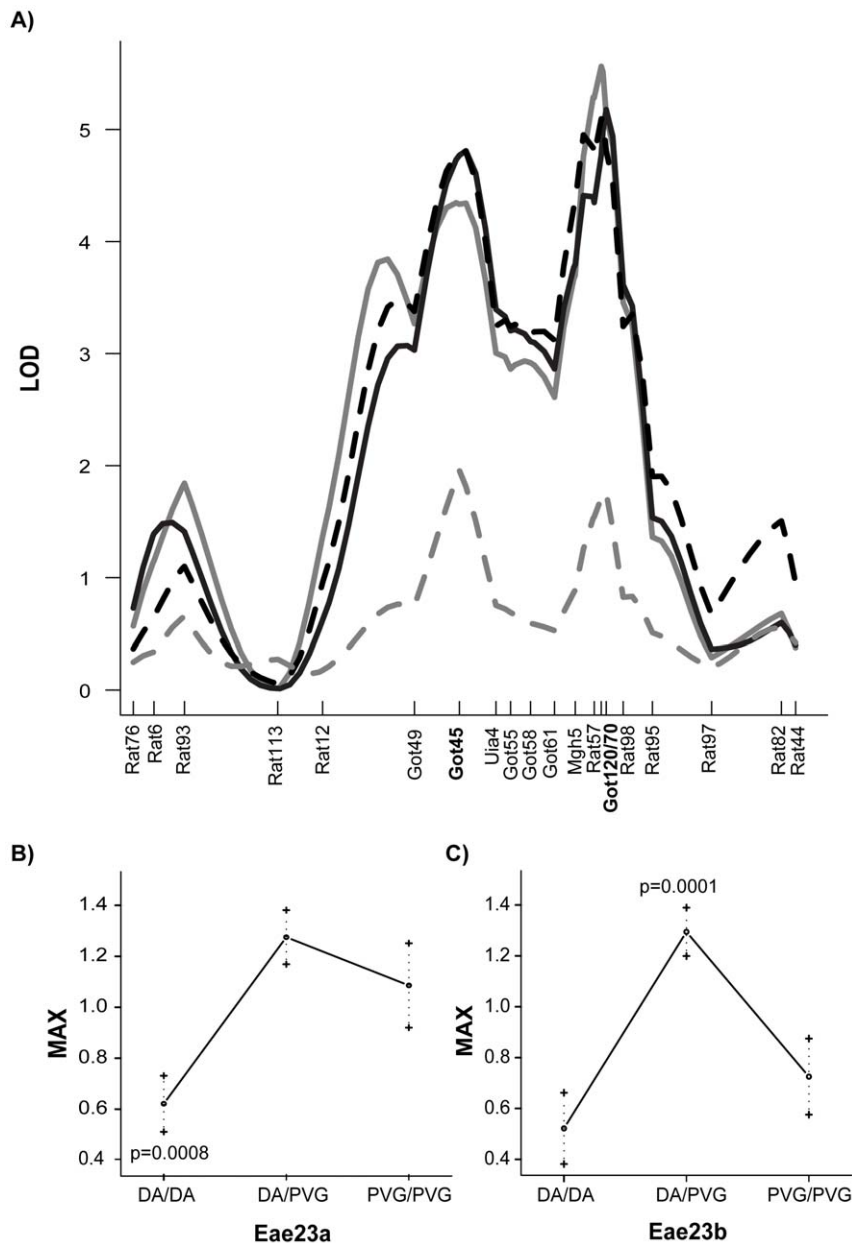 A)
LOD
5
4
3
2
1
0
Rat76
Rat6
Rat93
Rat113
Rat12
Got49
Got45
Uia4
Got55
Got58
Got61
Mgh5
Rat57
Got120/70
Rat98
Rat95
Rat97
Rat82
Rat44
B)
MAX
1.4
1.2
1.0
0.8
0.6
0.4
p=0.0008
DA/DA
DA/PVG
PVG/PVG
Eae23a
C)
MAX
1.4
1.2
1.0
0.8
0.6
0.4
p=0.0001
DA/DA
DA/PVG
PVG/PVG
Eae23b